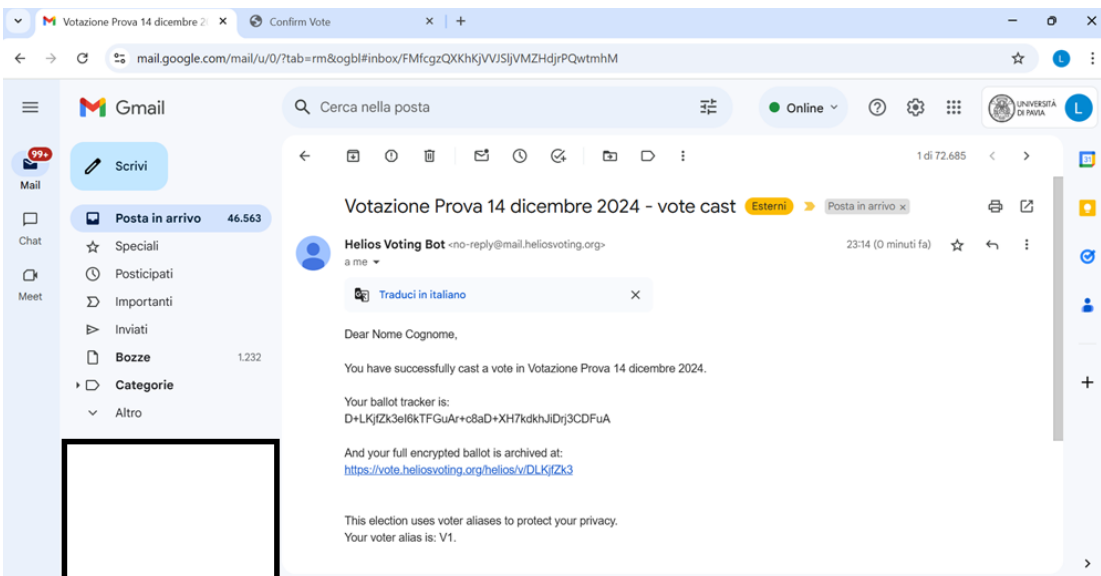 Votazione Prova 14 dicembre 2
Confirm Vote
mail.google.com/mail/u/0/?tab=rm&ogbl#inbox/FMfcgzQXKhKjVVJSljVMZHdjrPQwtmhM
L
Gmail
Cerca nella posta
Online
UNIVERSITÀ
DI PAVIA
L
99+
Mail
Chat
Meet
Scrivi
Posta in arrivo 46.563
Speciali
Posticipati
Importanti
Inviati
Bozze 1.232
Categorie
Altro
1 di 72.685
31
Votazione Prova 14 dicembre 2024 - vote cast Esterni Posta in arrivo x
Helios Voting Bot <no-reply@mail.heliosvoting.org> 23:14 (0 minuti fa)
a me
Traduci in italiano
Dear Nome Cognome,
You have successfully cast a vote in Votazione Prova 14 dicembre 2024.
Your ballot tracker is:
D+LKjfZk3eI6kTFGuAr+c8aD+XH7kdkhJiDrj3CDFuA
And your full encrypted ballot is archived at:
https://vote.heliosvoting.org/helios/v/DLKjfZk3
This election uses voter aliases to protect your privacy.
Your voter alias is: V1.